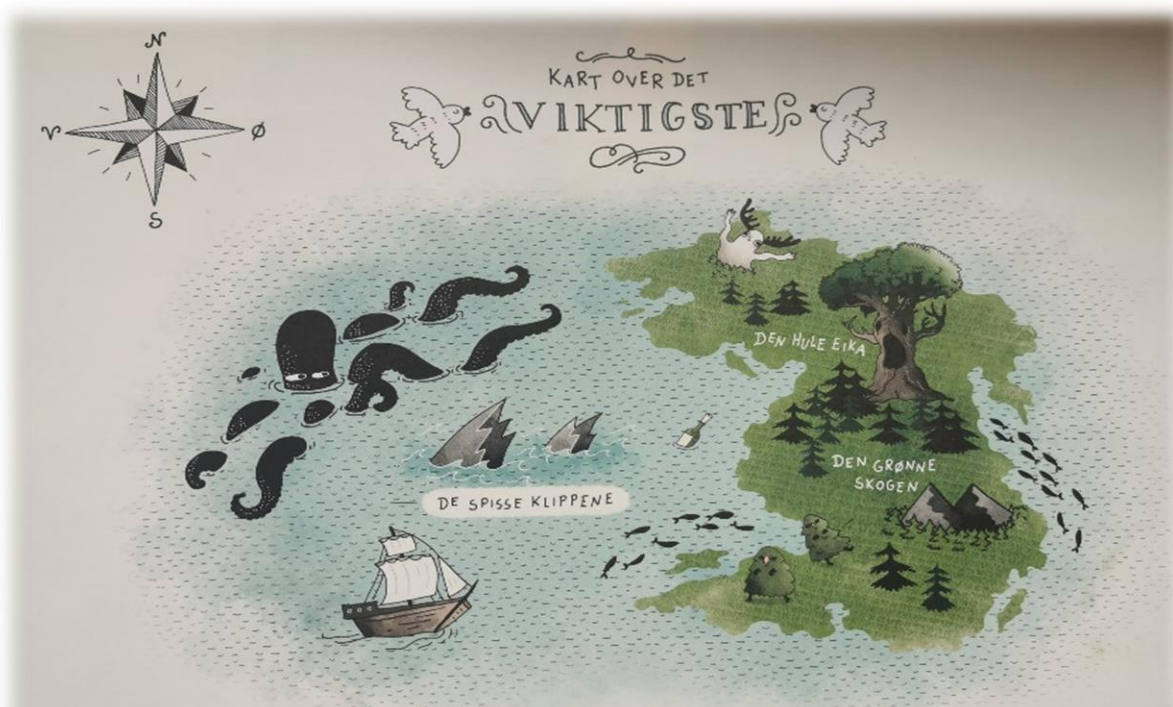 N
V Ø
S
KART OVER DET
VIKTIGSTE
DEN HULE EIKA
DEN GRØNNE
SKOGEN
DE SPISSE KLIPPENE